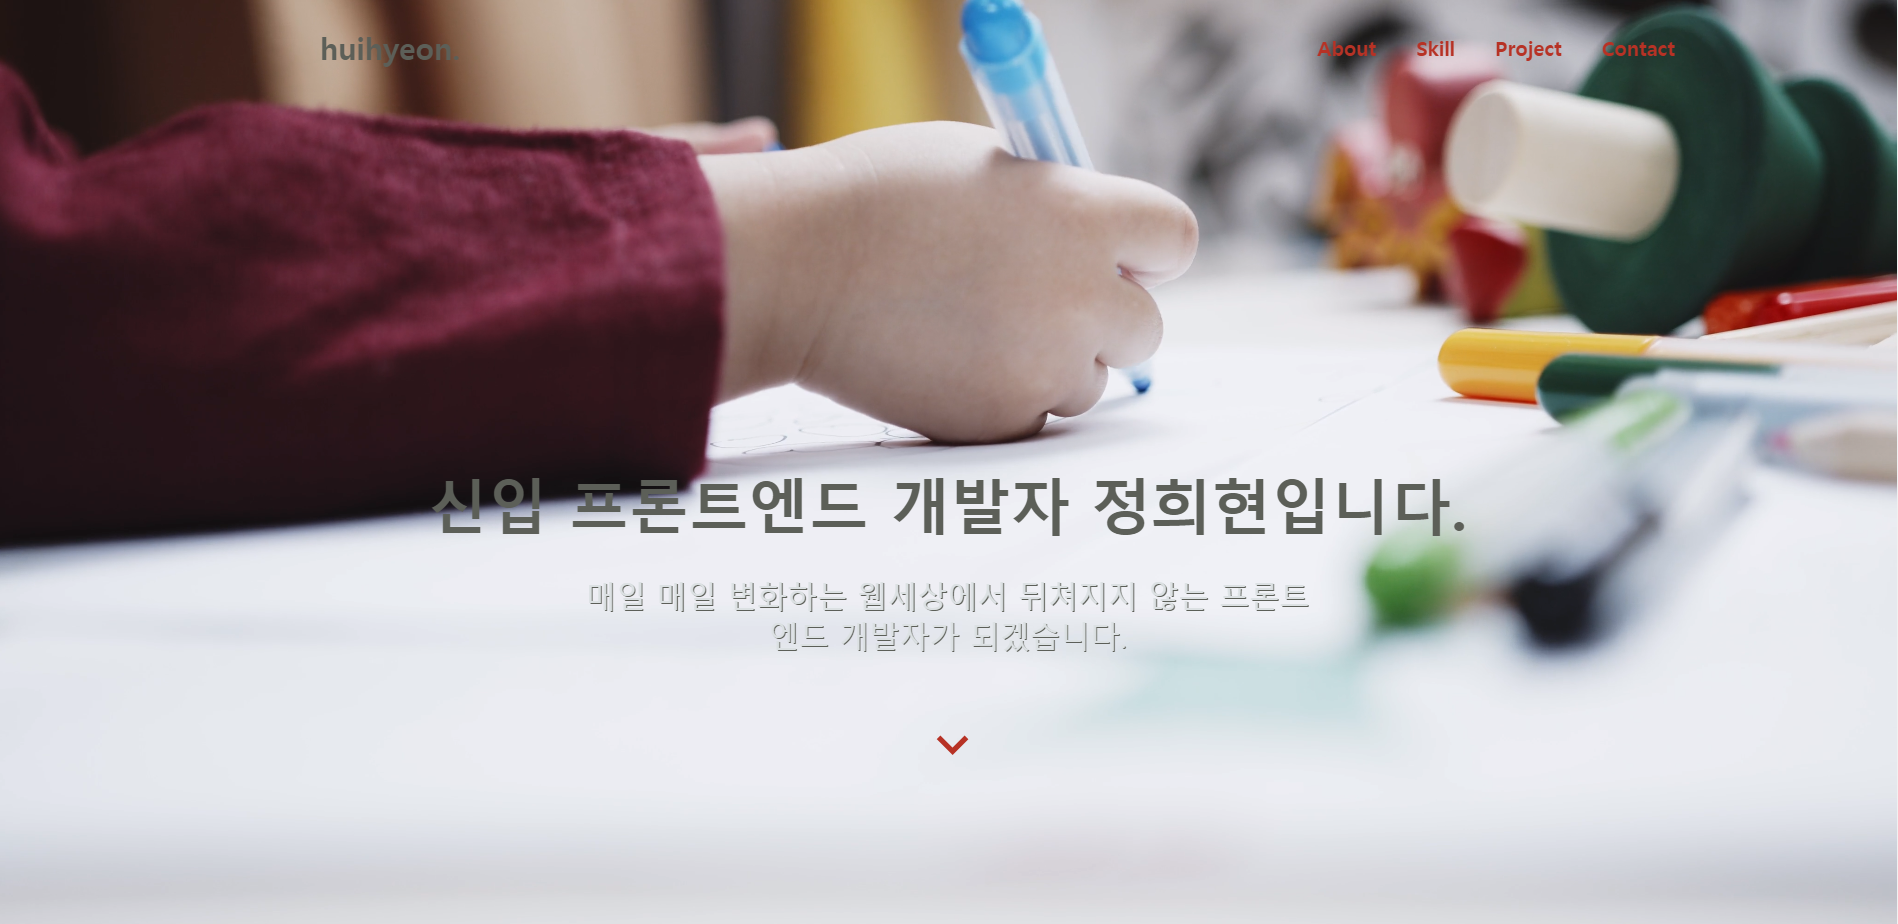 huihyeon.
About Skill Project Contact
신입 프론트엔드 개발자 정희현입니다.
매일 매일 변화하는 웹세상에서 뒤쳐지지 않는 프론트
엔드 개발자가 되겠습니다.